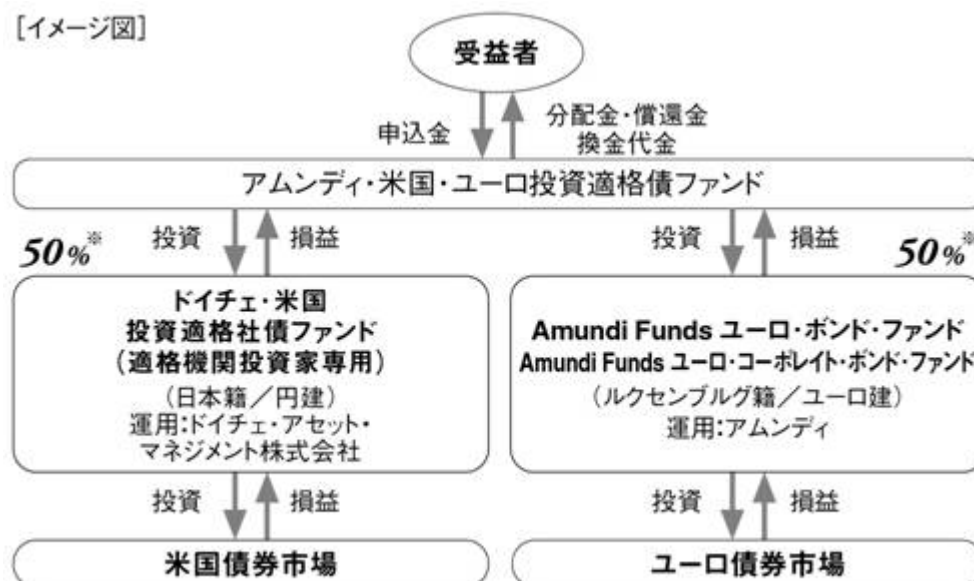 [イメージ図]
受益者
申込金
分配金・償還金
換金代金
アムンディ・米国・ユーロ投資適格債ファンド
50%※
投資
損益
投資
損益
50%※
ドイチェ・米国
投資適格社債ファンド
(適格機関投資家専用)
(日本籍/円建)
運用:ドイチェ・アセット・
マネジメント株式会社
Amundi Funds ユーロ・ボンド・ファンド
Amundi Funds ユーロ・コーポレイト・ボンド・ファンド
(ルクセンブルグ籍/ユーロ建)
運用:アムンディ
投資
損益
投資
損益
米国債券市場
ユーロ債券市場